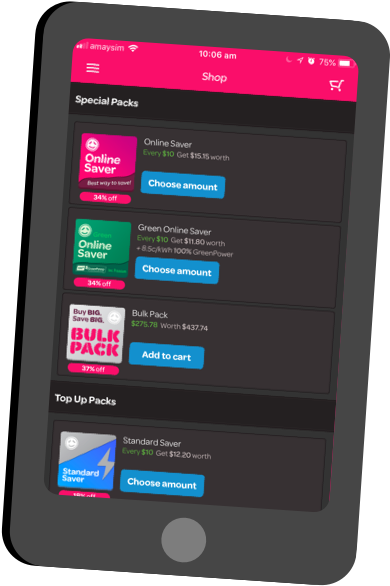 amaysim
10:06 am
75%
Shop
Special Packs
Online
Saver
Best way to save!
34% off
Online Saver
Every $10 Get $15.15 worth
Choose amount
Online
Saver
34% off
Green Online Saver
Every $10 Get $11.80 worth
+ 8.5c/kWh 100% GreenPower
Choose amount
Buy BIG,
Save BIG.
BULK
PACK
37% off
Bulk Pack
$275.78 Worth $437.74
Add to cart
Top Up Packs
Standard
Saver
Standard Saver
Every $10 Get $12.20 worth
Choose amount